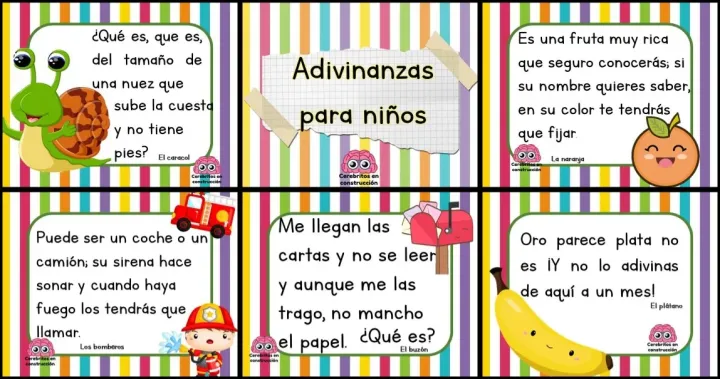 ¿Qué es, que es,
del tamaño de
una nuez que
sube la cuesta
y no tiene
pies?
El caracol
Cerebritos en
construcción
Adivinanzas
para niños
Cerebritos en
construcción
Es una fruta muy rica
que seguro conocerás; si
su nombre quieres saber,
en su color te tendrás
que fijar.
La naranja
Cerebritos en
construcción
Puede ser un coche o un
camión; su sirena hace
sonar y cuando haya
fuego los tendrás que
llamar.
Los bomberos
Cerebritos en
construcción
Me llegan las
cartas y no se leer
y aunque me las
trago, no mancho
el papel. ¿Qué es?
El buzón
Cerebritos en
construcción
Oro parece plata no
es ¡Y no lo adivinas
de aquí a un mes!
El plátano
Cerebritos en
construcción